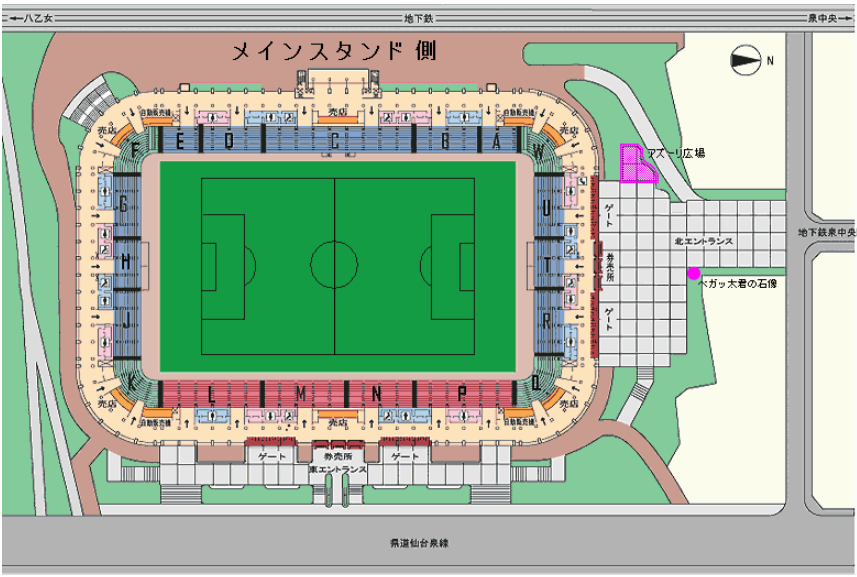 ←八乙女
地下鉄
泉中央→
メインスタンド側
N
売店
自動販売機
売店
自動販売機
売店
F
E
D
C
B
A
W
アズーリ広場
G
U
ゲート
北エントランス
地下鉄泉中央
H
T
券売所
ペガッ太君の石像
J
R
ゲート
K
L
M
N
P
Q
売店
自動販売機
売店
自動販売機
売店
ゲート
券売所
ゲート
東エントランス
県道仙台泉線